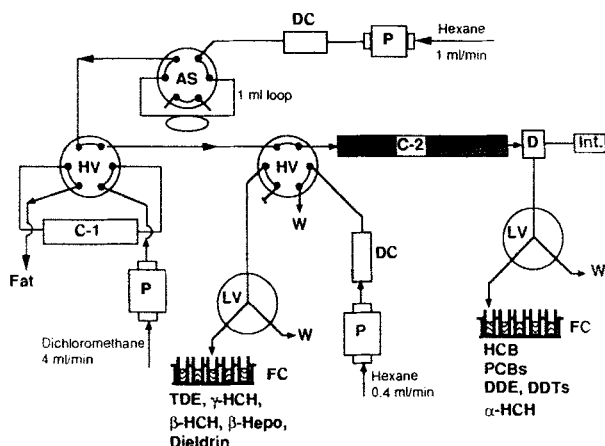 Hexane
1 ml/min
P
DC
AS
1 ml loop
HV
C-1
Fat
P
Dichloromethane
4 ml/min
HV
W
C-2
D
Int.
DC
P
Hexane
0.4 ml/min
LV
W
FC
TDE, γ-HCH,
β-HCH, β-Hepo,
Dieldrin
LV
W
FC
HCB
PCBs
DDE, DDTs
α-HCH